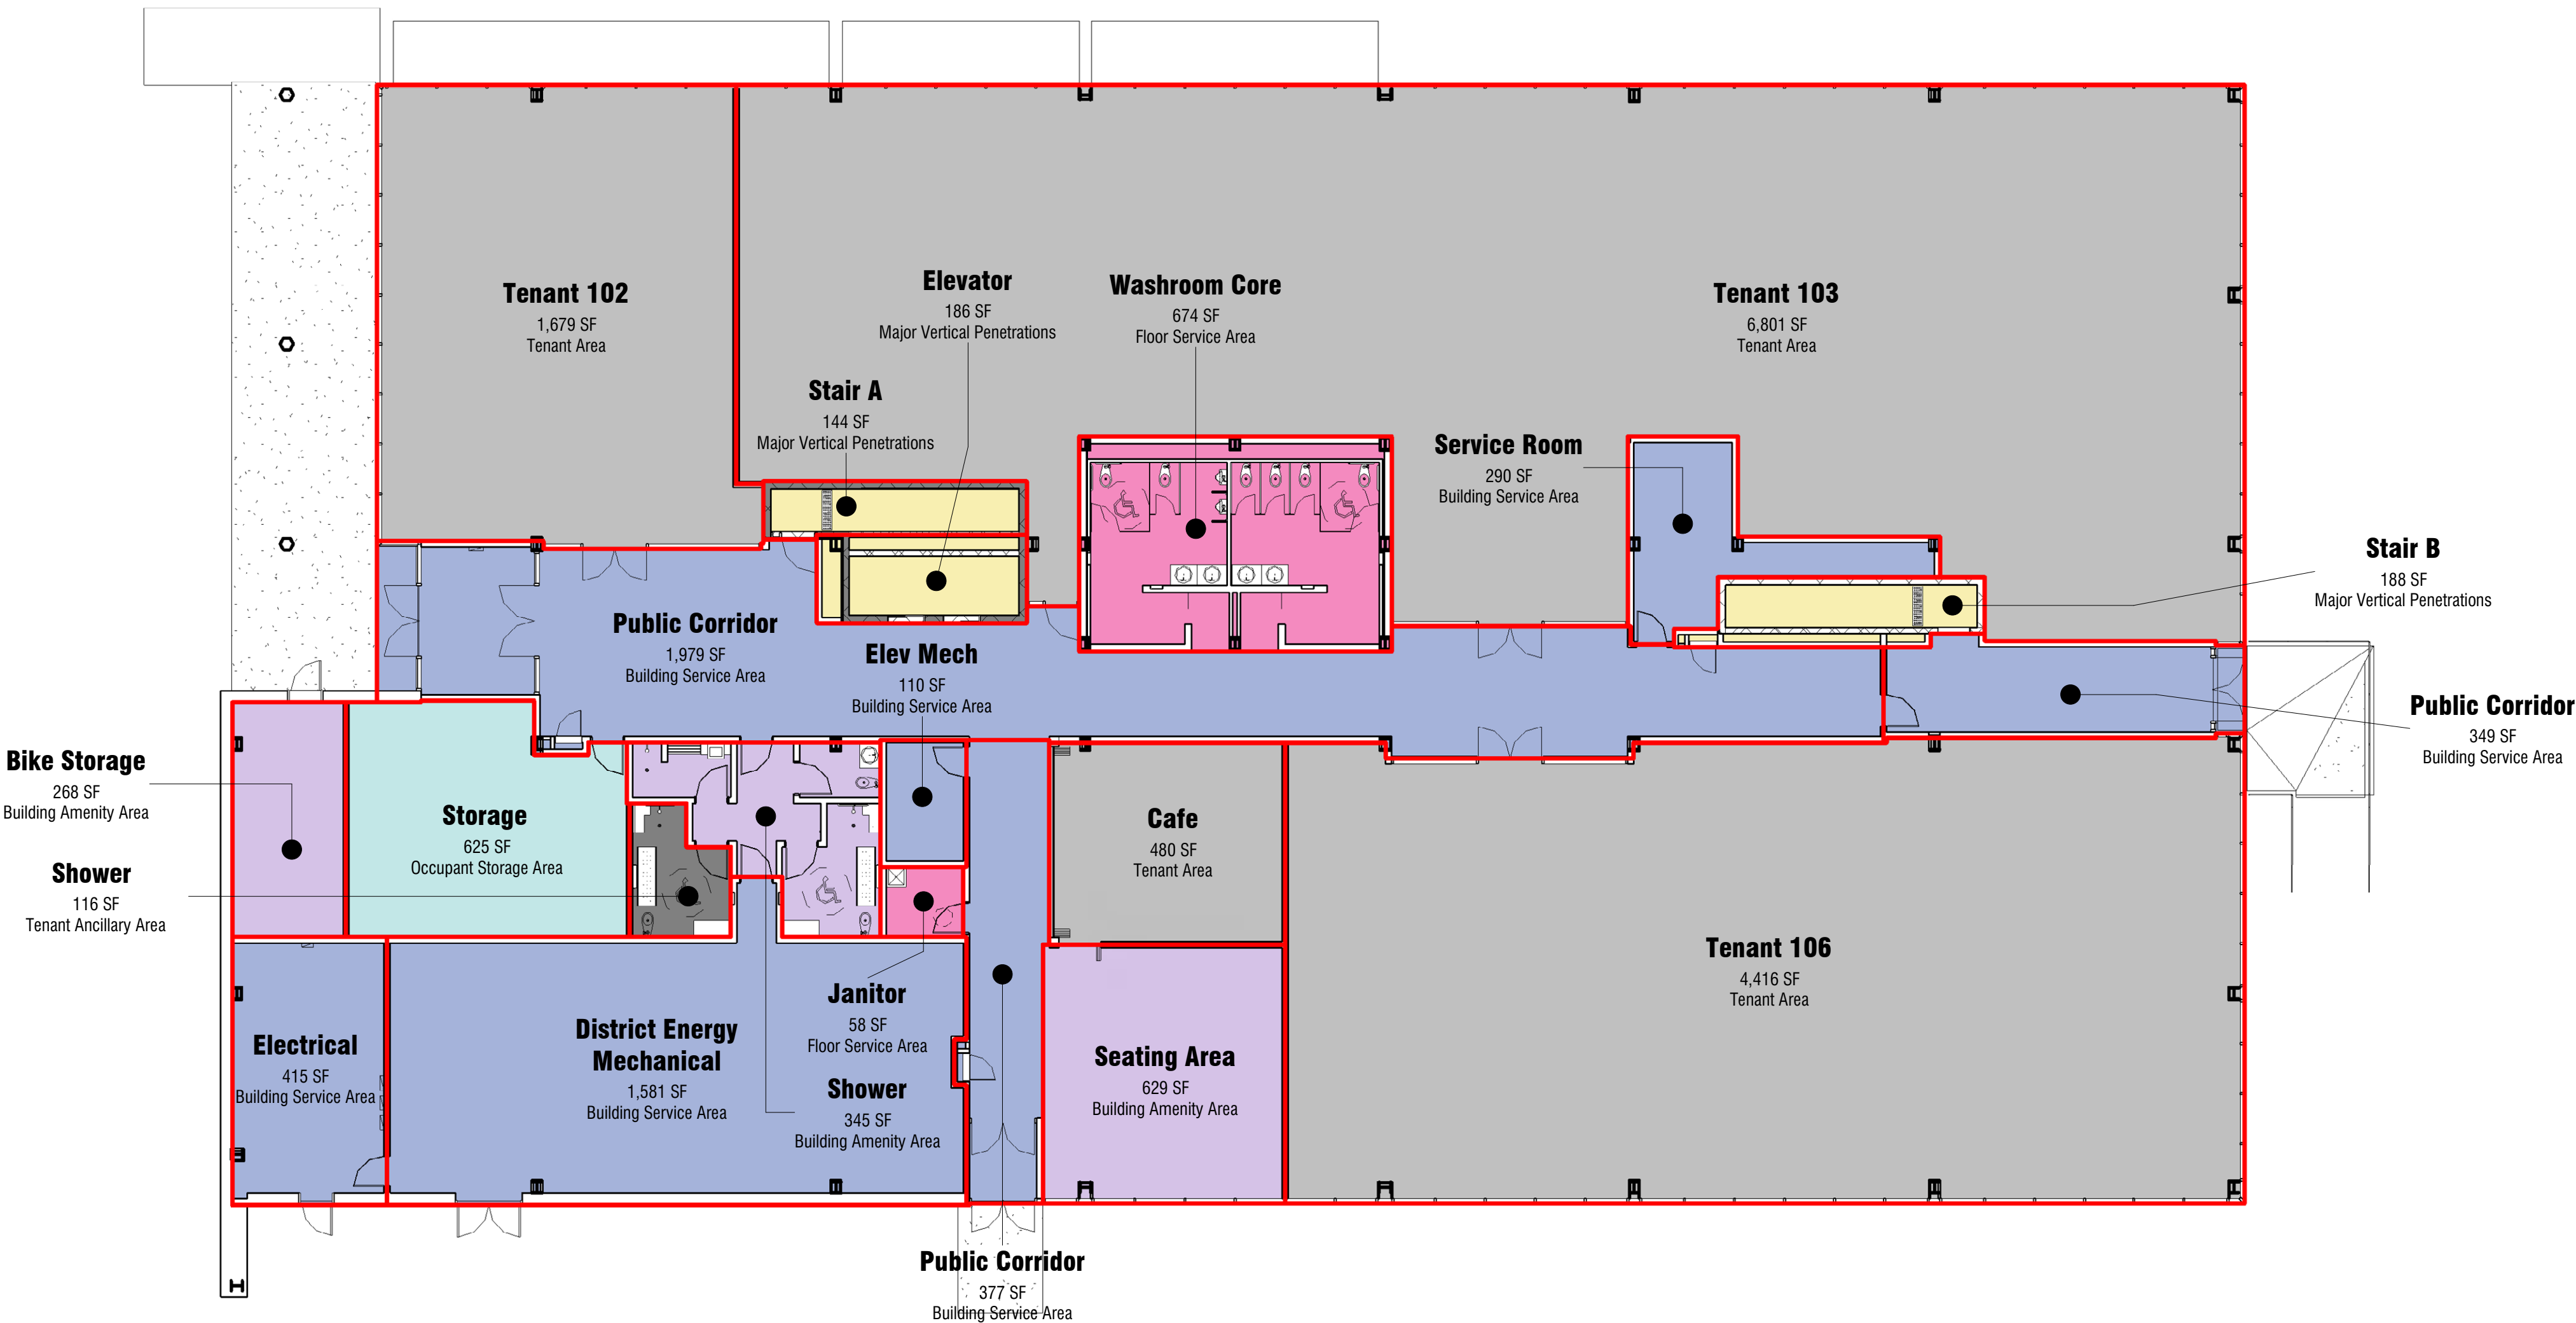 Tenant 102
1,679 SF
Tenant Area
Elevator
186 SF
Major Vertical Penetrations
Washroom Core
674 SF
Floor Service Area
Tenant 103
6,801 SF
Tenant Area
Stair A
144 SF
Major Vertical Penetrations
Service Room
290 SF
Building Service Area
Stair B
188 SF
Major Vertical Penetrations
Public Corridor
1,979 SF
Building Service Area
Elev Mech
110 SF
Building Service Area
Public Corridor
349 SF
Building Service Area
Bike Storage
268 SF
Building Amenity Area
Storage
625 SF
Occupant Storage Area
Cafe
480 SF
Tenant Area
Shower
116 SF
Tenant Ancillary Area
Tenant 106
4,416 SF
Tenant Area
Janitor
58 SF
Floor Service Area
Electrical
415 SF
Building Service Area
District Energy
Mechanical
1,581 SF
Building Service Area
Shower
345 SF
Building Amenity Area
Seating Area
629 SF
Building Amenity Area
Public Corridor
377 SF
Building Service Area